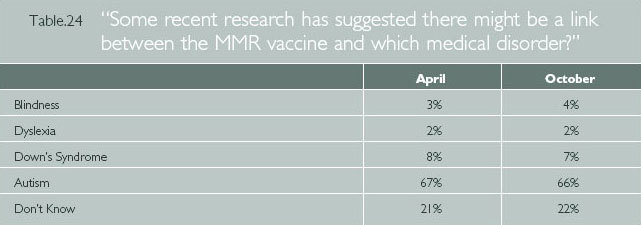 Table.24 “Some recent research has suggested there might be a link
between the MMR vaccine and which medical disorder?”
April October
Blindness 3% 4%
Dyslexia 2% 2%
Down's Syndrome 8% 7%
Autism 67% 66%
Don't Know 21% 22%